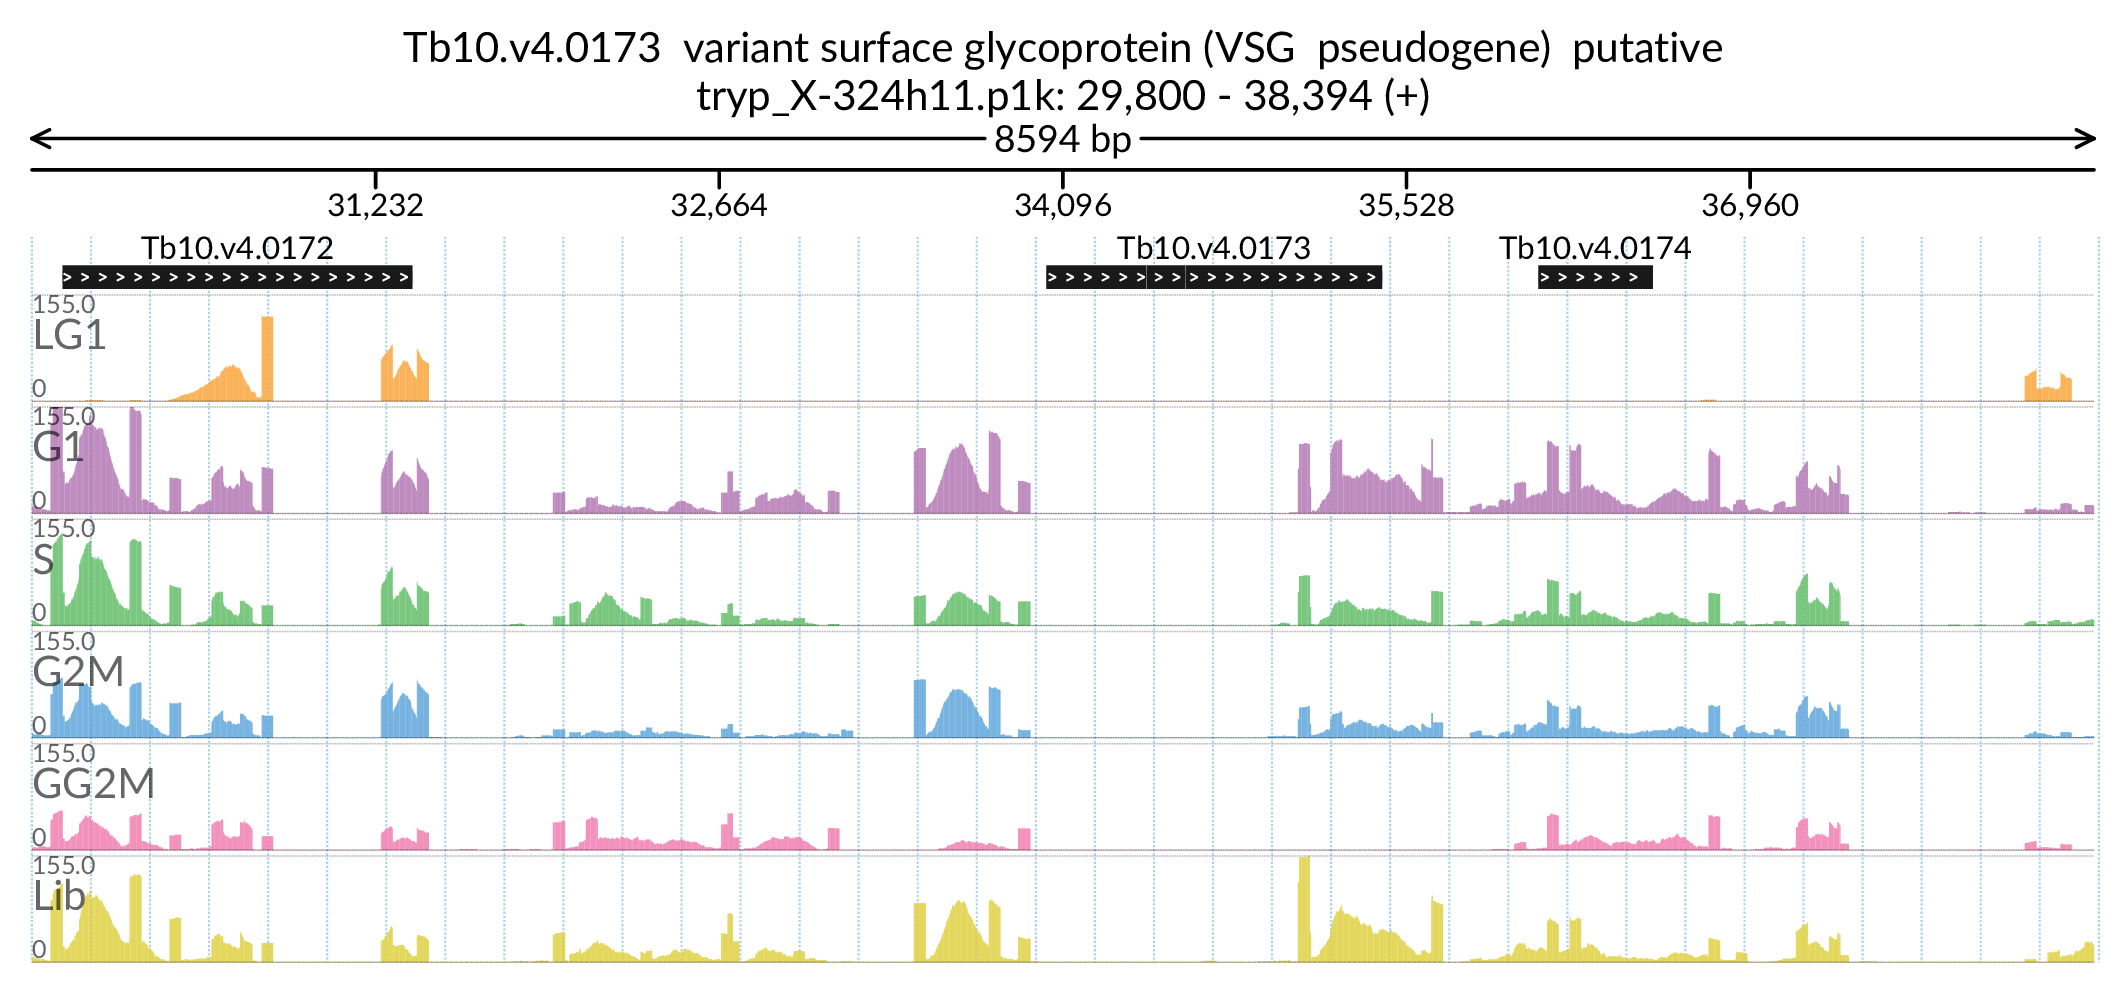 Tb10.v4.0173 variant surface glycoprotein (VSG pseudogene) putative
tryp_X-324h11.p1k: 29,800 - 38,394 (+)
8594 bp
31,232 32,664 34,096 35,528 36,960
Tb10.v4.0172 Tb10.v4.0173 Tb10.v4.0174
155.0
LG1
0
155.0
G1
0
155.0
S
0
155.0
G2M
0
155.0
GG2M
0
155.0
Lib
0